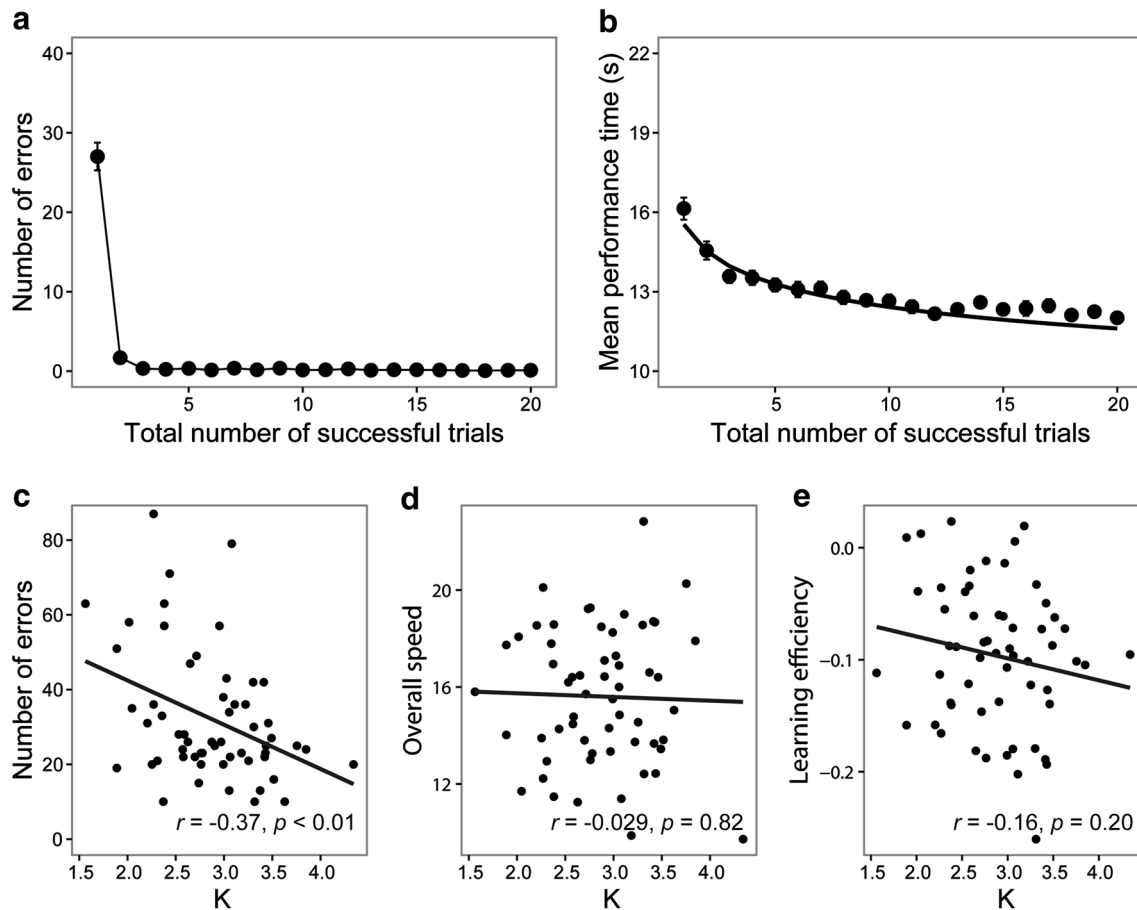 a
Number of errors
40
30
20
10
0
5 10 15 20
Total number of successful trials
b
Mean performance time (s)
22
19
16
13
10
5 10 15 20
Total number of successful trials
c
Number of errors
80
60
40
20
0
r = -0.37, p < 0.01
1.5 2.0 2.5 3.0 3.5 4.0
K
d
Overall speed
20
16
12
r = -0.029, p = 0.82
1.5 2.0 2.5 3.0 3.5 4.0
K
e
Learning efficiency
0.0
−0.1
−0.2
r = -0.16, p = 0.20
1.5 2.0 2.5 3.0 3.5 4.0
K